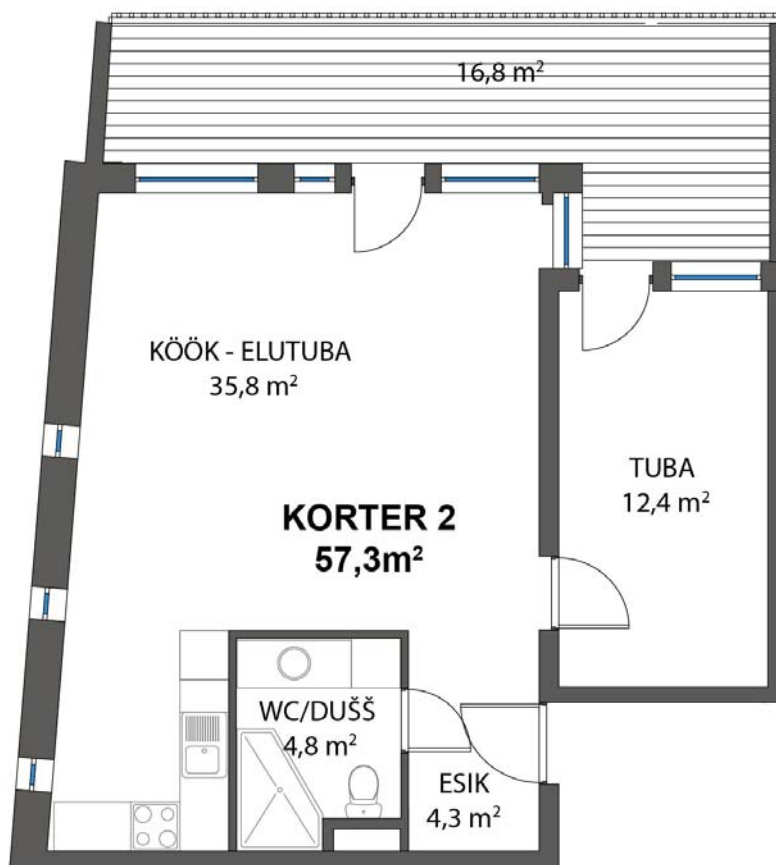 16,8 m²
KÖÖK - ELUTUBA
35,8 m²
TUBA
12,4 m²
KORTER 2
57,3m²
WC/DUŠŠ
4,8 m²
ESIK
4,3 m²